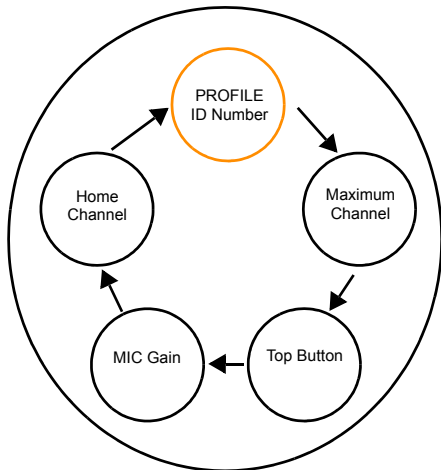 PROFILE
ID Number
Maximum
Channel
Top Button
MIC Gain
Home
Channel